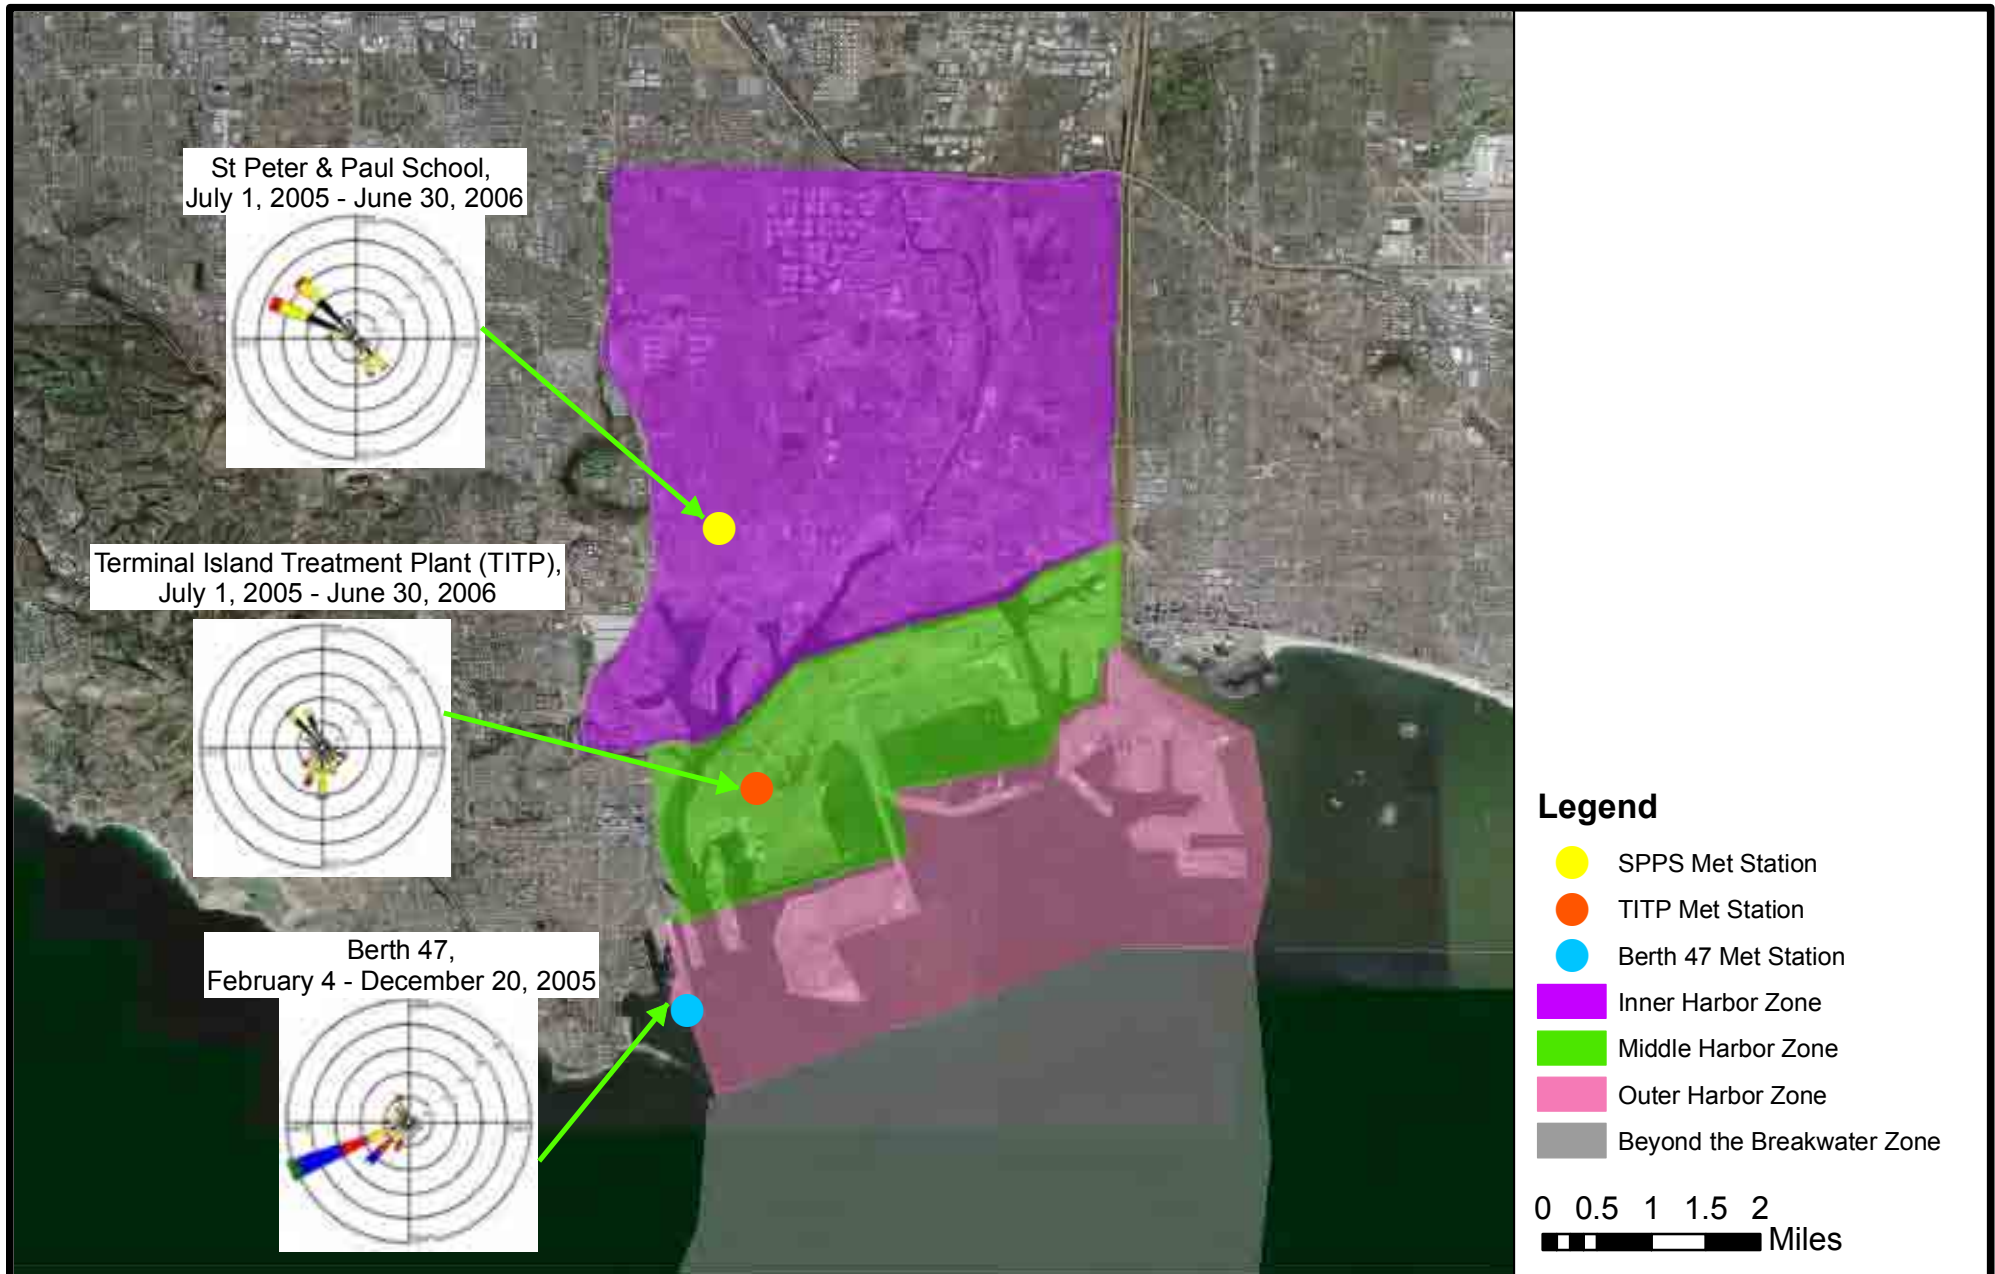 St Peter & Paul School,
July 1, 2005 - June 30, 2006
Terminal Island Treatment Plant (TITP),
July 1, 2005 - June 30, 2006
Berth 47,
February 4 - December 20, 2005
Legend
SPPS Met Station
TITP Met Station
Berth 47 Met Station
Inner Harbor Zone
Middle Harbor Zone
Outer Harbor Zone
Beyond the Breakwater Zone
0 0.5 1 1.5 2
Miles